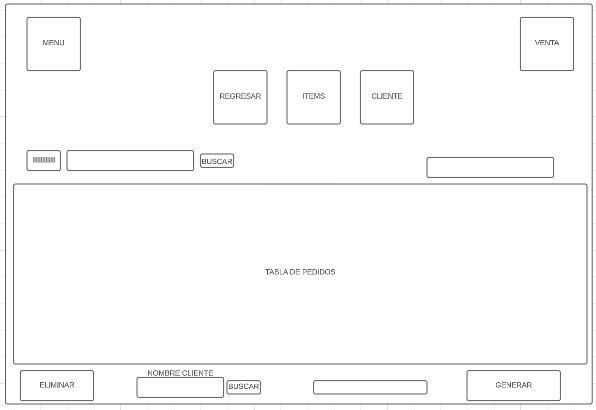 MENU
VENTA
REGRESAR
ITEMS
CLIENTE
BUSCAR
TABLA DE PEDIDOS
NOMBRE CLIENTE
ELIMINAR
BUSCAR
GENERAR